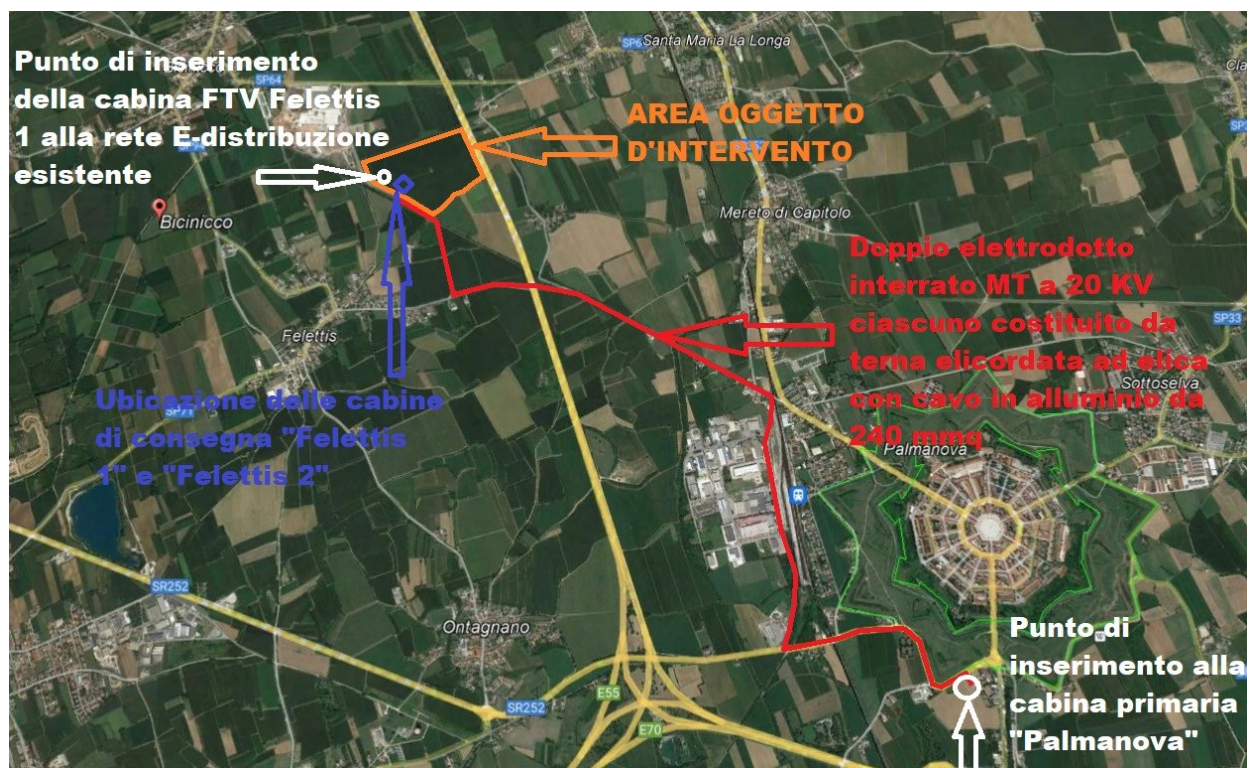 Punto di inserimento
della cabina FTV Felettis
1 alla rete E-distribuzione
esistente
SP64
SP6
Santa Maria La Longa
AREA OGGETTO
D'INTERVENTO
Bicinicco
Mereto di Capitolo
Doppio elettrodotto
interrato MT a 20 KV
ciascuno costituito da
terna elicordata ad elica
con cavo in alluminio da
240 mmq
SP33
Felettis
Sottoselva
Ubicazione delle cabine
di consegna "Felettis
1" e "Felettis 2"
SP71
Palmanova
SR252
Ontagnano
Punto di
inserimento alla
cabina primaria
"Palmanova"
E55
SR252
E70